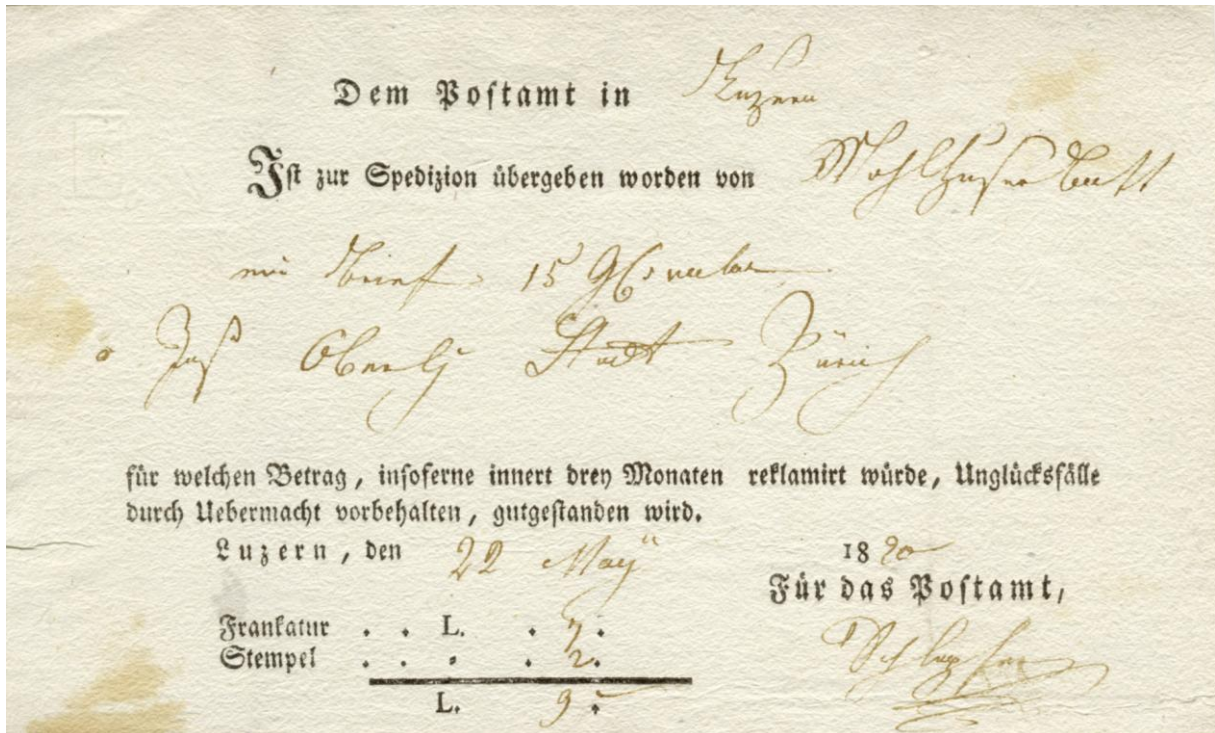 Dem Postamt in Luzern
Ist zur Spedizion übergeben worden von
Brief 15
Oberst Stadt Zürich
für welchen Betrag, insoferne innert drey Monaten reklamirt würde, Unglücksfälle
durch Uebermacht vorbehalten, gutgestanden wird.
Luzern, den 22 May 1820
Für das Postamt,
Frankatur . . L. . 7.
Stempel . . - . 2.
L. 9.